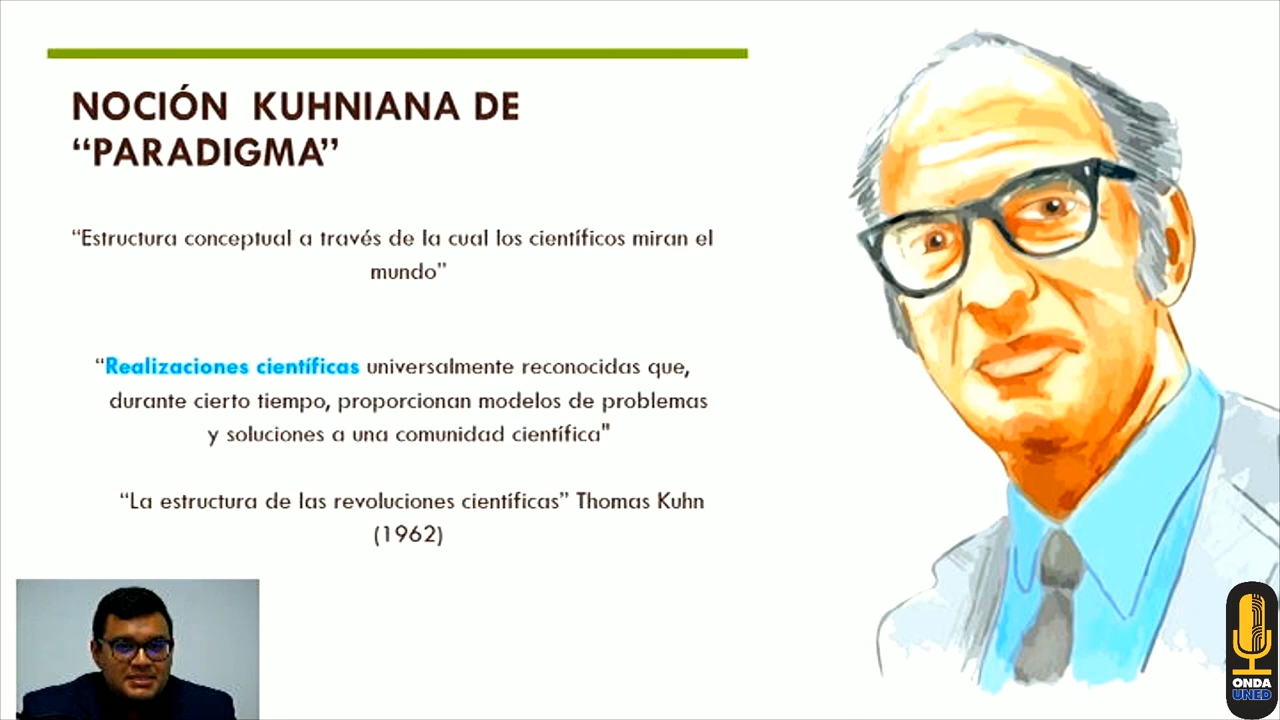 NOCIÓN KUHNIANA DE
“PARADIGMA”
“Estructura conceptual a través de la cual los científicos miran el
mundo”
“Realizaciones científicas universalmente reconocidas que,
durante cierto tiempo, proporcionan modelos de problemas
y soluciones a una comunidad científica"
“La estructura de las revoluciones científicas” Thomas Kuhn
(1962)
ONDA
UNED